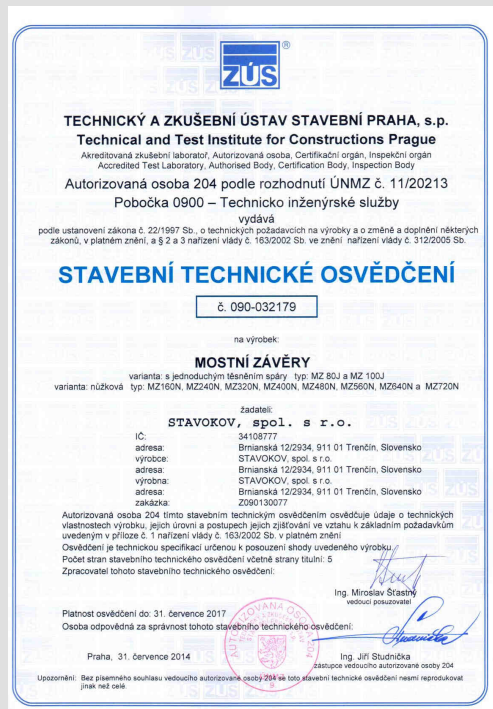 ZÚS®
TECHNICKÝ A ZKUŠEBNÍ ÚSTAV STAVEBNÍ PRAHA, s.p.
Technical and Test Institute for Constructions Prague
Akreditovaná zkušební laboratoř, Autorizovaná osoba, Certifikační orgán, Inspekční orgán
Accredited Test Laboratory, Authorised Body, Certification Body, Inspection Body
Autorizovaná osoba 204 podle rozhodnutí ÚNMZ č. 11/20213
Pobočka 0900 – Technicko inženýrské služby
vydává
podle ustanovení zákona č. 22/1997 Sb., o technických požadavcích na výrobky a o změně a doplnění některých
zákonů, v platném znění, a § 2 a 3 nařízení vlády č. 163/2002 Sb. ve znění nařízení vlády č. 312/2005 Sb.
STAVEBNÍ TECHNICKÉ OSVĚDČENÍ
č. 090-032179
na výrobek:
MOSTNÍ ZÁVĚRY
varianta: s jednoduchým těsněním spáry typ: MZ 80J a MZ 100J
varianta: nůžková typ: MZ160N, MZ240N, MZ320N, MZ400N, MZ480N, MZ560N, MZ640N a MZ720N
žadateli:
STAVOKOV, spol. s r.o.
IČ: 34108777
adresa: Brnianská 12/2934, 911 01 Trenčín, Slovensko
výrobce: STAVOKOV, spol. s r.o.
adresa: Brnianská 12/2934, 911 01 Trenčín, Slovensko
výrobna: STAVOKOV, spol. s r.o.
adresa: Brnianská 12/2934, 911 01 Trenčín, Slovensko
zakázka: Z090130077
Autorizovaná osoba 204 tímto stavebním technickým osvědčením osvědčuje údaje o technických
vlastnostech výrobku, jejich úrovni a postupech jejich zjišťování ve vztahu k základním požadavkům
uvedeným v příloze č. 1 nařízení vlády č. 163/2002 Sb. v platném znění
Osvědčení je technickou specifikací určenou k posouzení shody uvedeného výrobku.
Počet stran stavebního technického osvědčení včetně strany titulní: 5
Zpracovatel tohoto stavebního technického osvědčení:
Ing. Miroslav Šťastný
vedoucí posuzovatel
Platnost osvědčení do: 31. července 2017
Osoba odpovědná za správnost tohoto stavebního technického osvědčení:
Praha, 31. července 2014
Ing. Jiří Studnička
zástupce vedoucího autorizované osoby 204
Upozornění: Bez písemného souhlasu vedoucího autorizované osoby 204 se toto stavební technické osvědčení nesmí reprodukovat
jinak než celé.